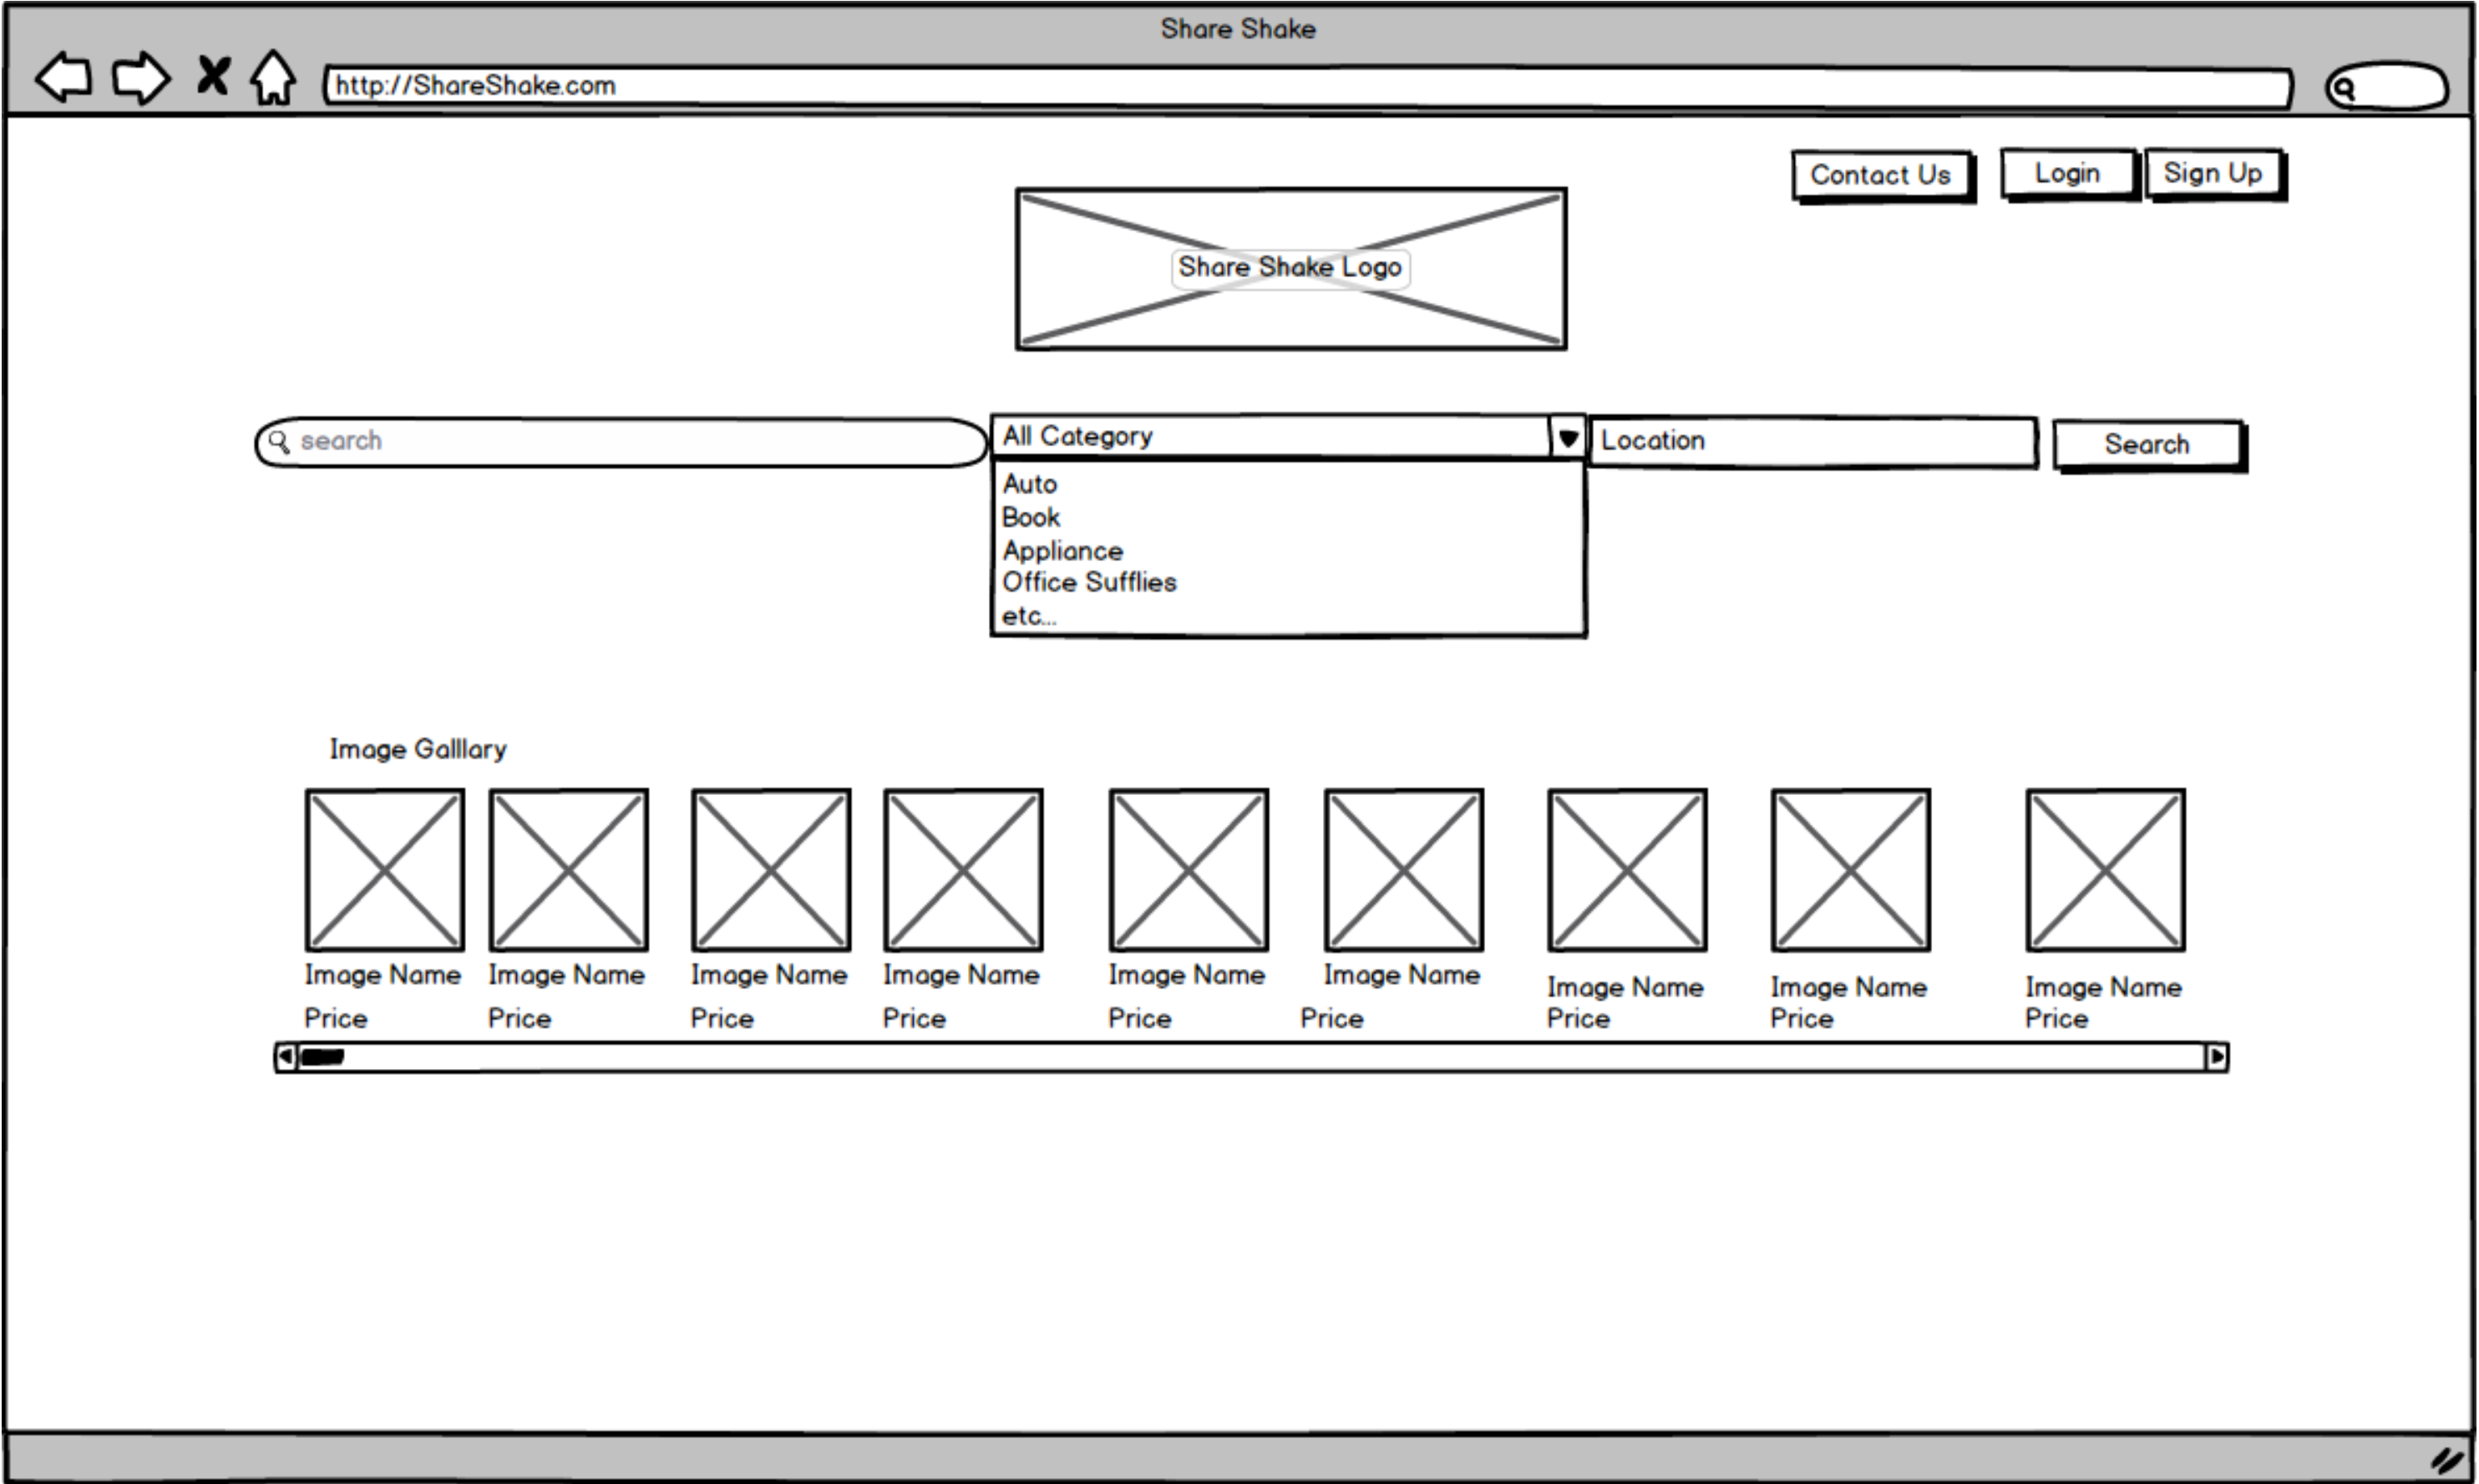 Share Shake
http://ShareShake.com
Contact Us Login Sign Up
Share Shake Logo
search All Category Location Search
Auto
Book
Appliance
Office Sufflies
etc...
Image Galllary
Image Name Image Name Image Name Image Name Image Name Image Name Image Name Image Name Image Name
Price Price Price Price Price Price Price Price Price